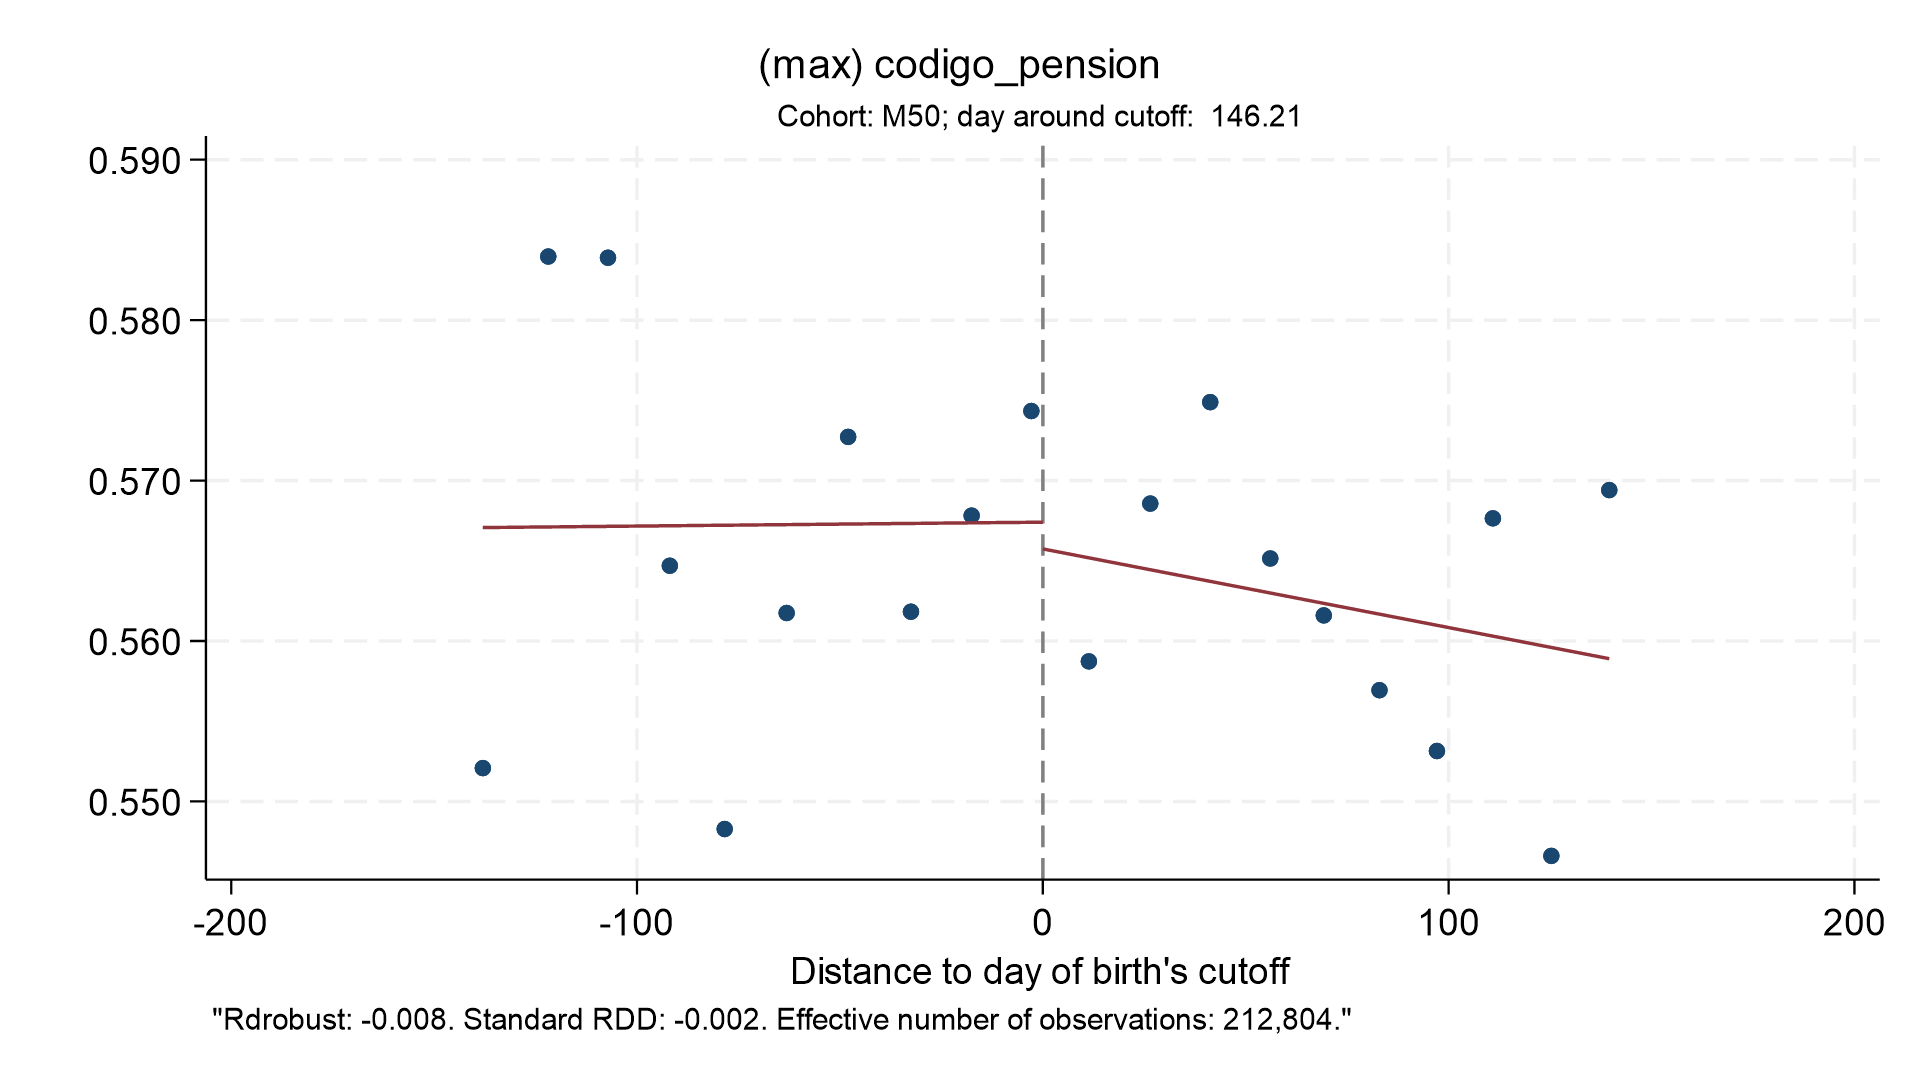 (max) codigo_pension
Cohort: M50; day around cutoff:  146.21
0.590
0.580
0.570
0.560
0.550
-200 -100 0 100 200
Distance to day of birth's cutoff
"Rdrobust: -0.008. Standard RDD: -0.002. Effective number of observations: 212,804."